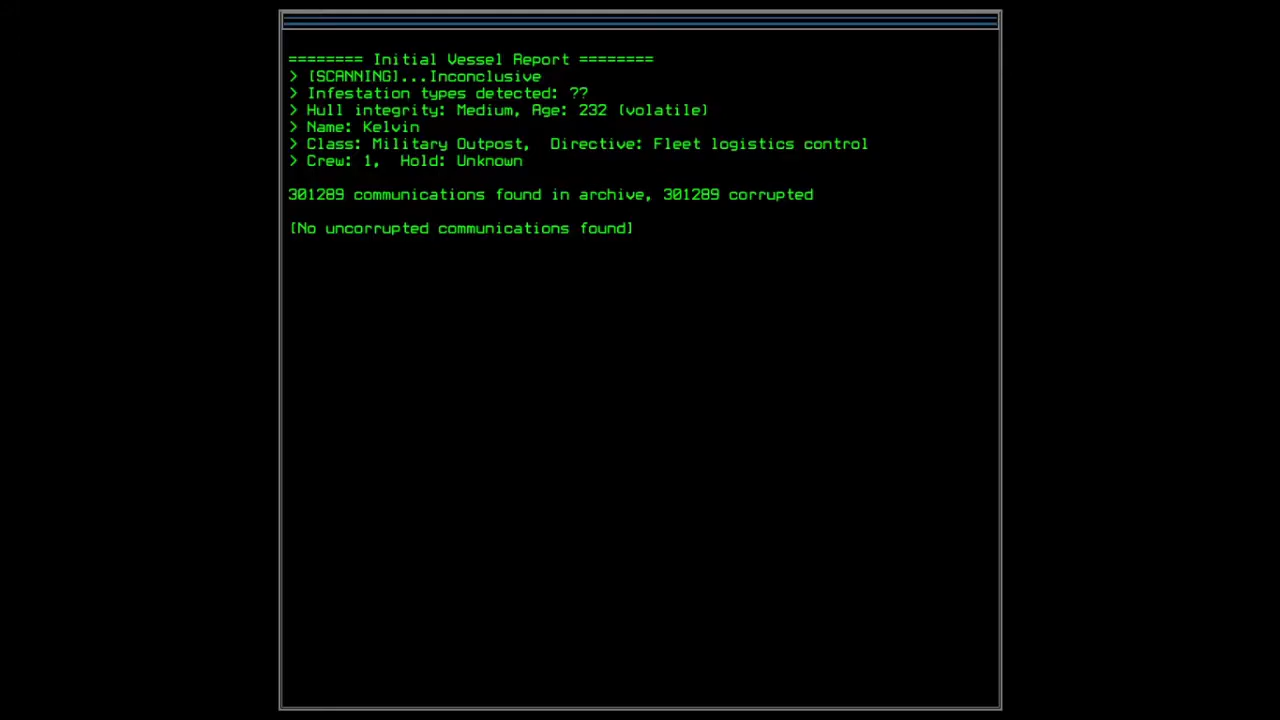 ======== Initial Vessel Report ========
> [SCANNING]...Inconclusive
> Infestation types detected: ??
> Hull integrity: Medium, Age: 232 (volatile)
> Name: Kelvin
> Class: Military Outpost,  Directive: Fleet logistics control
> Crew: 1,  Hold: Unknown
301289 communications found in archive, 301289 corrupted
[No uncorrupted communications found]